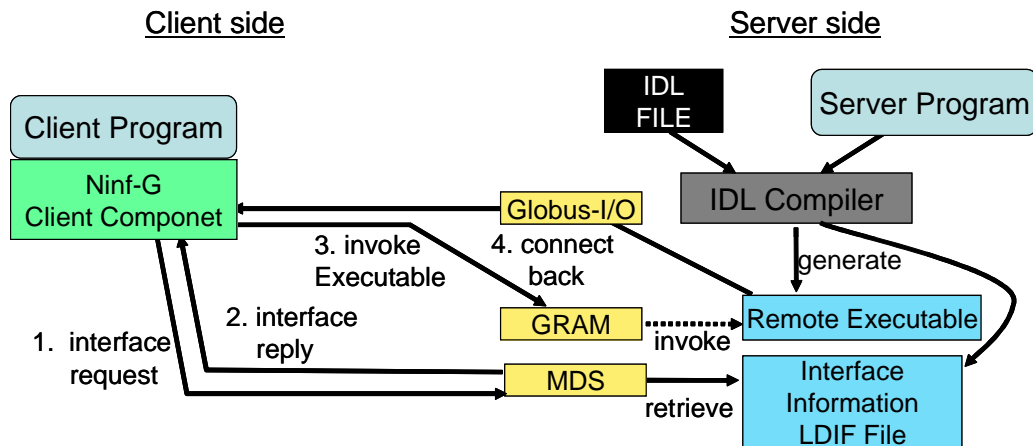 Client side
Server side
IDL
FILE
Server Program
Client Program
Ninf-G
Client Componet
Globus-I/O
IDL Compiler
3. invoke
Executable
4. connect
back
generate
2. interface
reply
GRAM
invoke
Remote Executable
1. interface
request
MDS
retrieve
Interface
Information
LDIF File